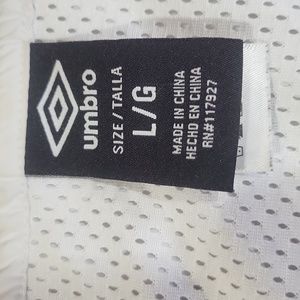 umbro
SIZE / TALLA
L/G
MADE IN CHINA
HECHO EN CHINA
RN#117927